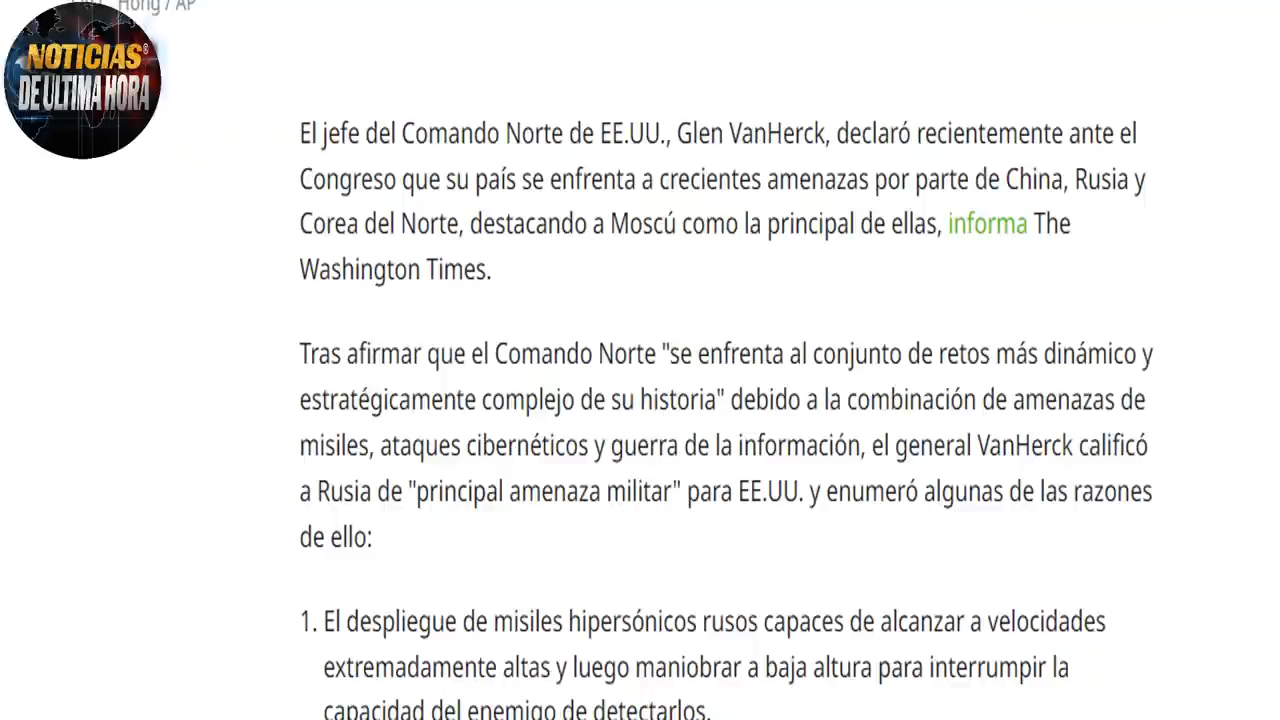 Hong / AP
NOTICIAS®
DE ULTIMA HORA
El jefe del Comando Norte de EE.UU., Glen VanHerck, declaró recientemente ante el
Congreso que su país se enfrenta a crecientes amenazas por parte de China, Rusia y
Corea del Norte, destacando a Moscú como la principal de ellas, informa The
Washington Times.
Tras afirmar que el Comando Norte "se enfrenta al conjunto de retos más dinámico y
estratégicamente complejo de su historia" debido a la combinación de amenazas de
misiles, ataques cibernéticos y guerra de la información, el general VanHerck calificó
a Rusia de "principal amenaza militar" para EE.UU. y enumeró algunas de las razones
de ello:
1. El despliegue de misiles hipersónicos rusos capaces de alcanzar a velocidades
extremadamente altas y luego maniobrar a baja altura para interrumpir la
capacidad del enemigo de detectarlos.